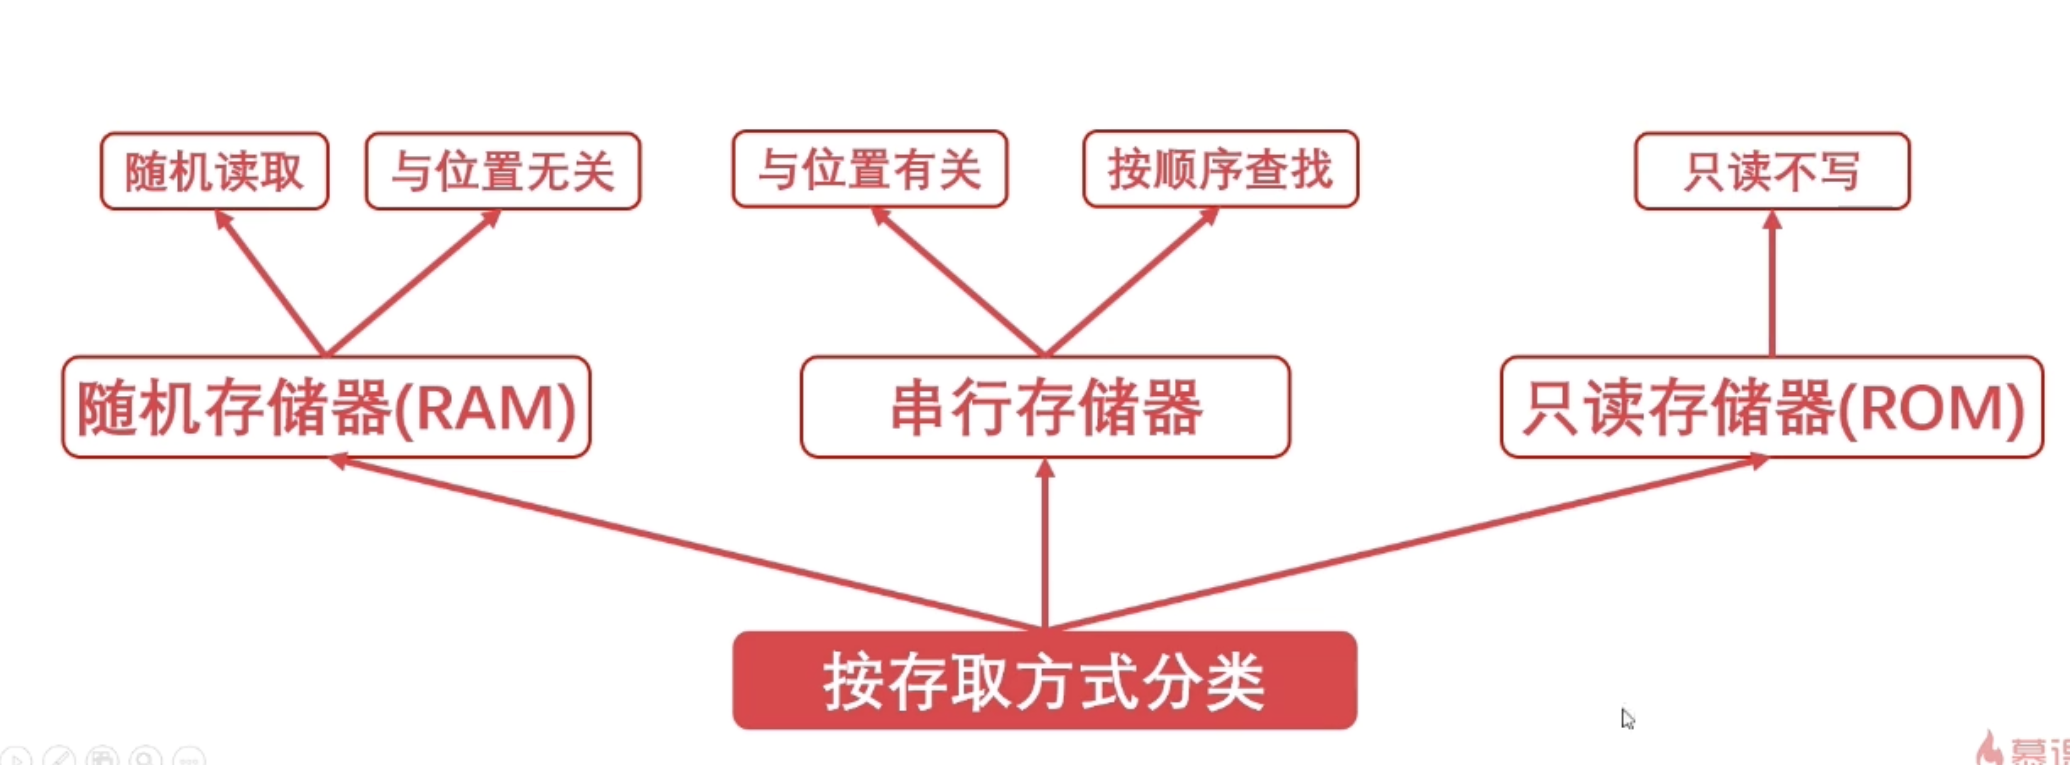 随机读取
与位置无关
与位置有关
按顺序查找
只读不写
随机存储器(RAM)
串行存储器
只读存储器(ROM)
按存取方式分类
慕课